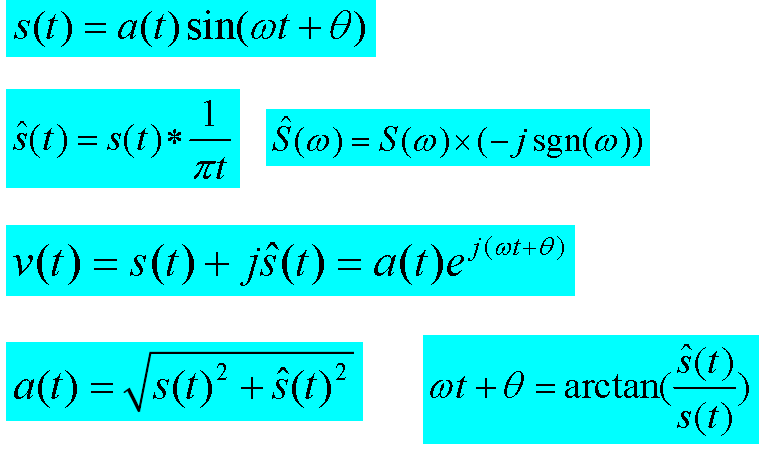 s(t) = a(t) sin(ωt + θ)
ŝ(t) = s(t) * 1/πt    Ŝ(ω) = S(ω) × (−j sgn(ω))
v(t) = s(t) + jŝ(t) = a(t)e^{j(ωt+θ)}
a(t) = √(s(t)² + ŝ(t)²)    ωt + θ = arctan(ŝ(t)/s(t))